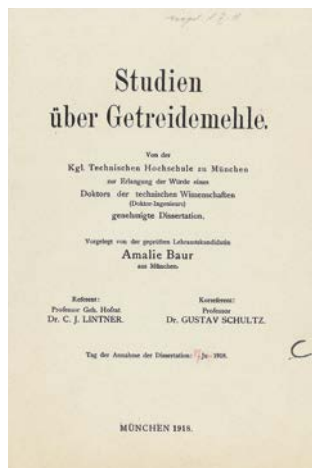 Studien
über Getreidemehle.
Von der
Kgl. Technischen Hochschule zu München
zur Erlangung der Würde eines
Doktors der technischen Wissenschaften
(Doktor-Ingenieurs)
genehmigte Dissertation.
Vorgelegt von der geprüften Lehramtskandidatin
Amalie Baur
aus München.
Referent:
Professor Geh. Hofrat
Dr. C. J. LINTNER.
Korreferent:
Professor
Dr. GUSTAV SCHULTZ.
Tag der Annahme der Dissertation: 1918.
MÜNCHEN 1918.